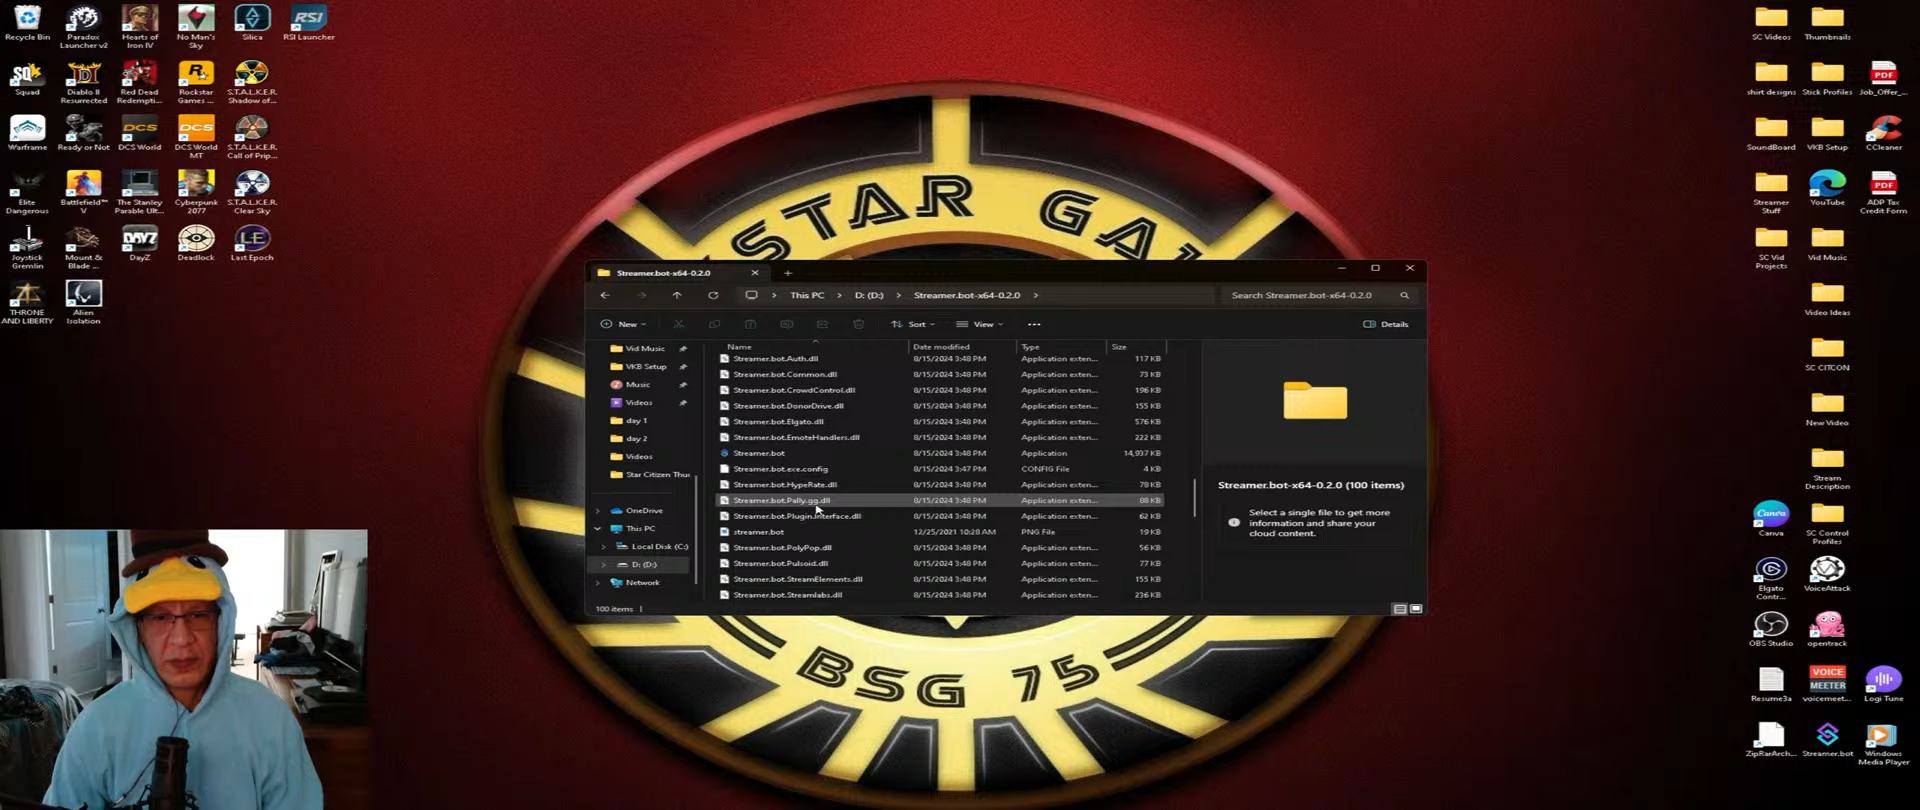 Recycle Bin
Paradox Launcher v2
Hearts of Iron IV
No Man's Sky
Silica
RSI
RSI Launcher
Squad
Diablo II Resurrected
Red Dead Redempti...
Rockstar Games ...
S.T.A.L.K.E.R. Shadow of...
Warframe
Ready or Not
DCS
DCS World
DCS
DCS World MT
S.T.A.L.K.E.R. Call of Prip...
Elite Dangerous
Battlefield™ V
The Stanley Parable Ult...
Cyberpunk 2077
S.T.A.L.K.E.R. Clear Sky
Joystick Gremlin
Mount & Blade ...
DAYZ
DayZ
Deadlock
LE
Last Epoch
THRONE AND LIBERTY
Alien Isolation
STAR GA
BSG 75
Streamer.bot-x64-0.2.0
This PC > D: (D:) > Streamer.bot-x64-0.2.0 >
Search Streamer.bot-x64-0.2.0
New
Sort
View
Details
Vid Music
VKB Setup
Music
Videos
day 1
day 2
Videos
Star Citizen Thu
OneDrive
This PC
Local Disk (C:)
D: (D:)
Network
Name Date modified Type Size
Streamer.bot.Auth.dll 8/15/2024 3:48 PM Application exten... 117 KB
Streamer.bot.Common.dll 8/15/2024 3:48 PM Application exten... 73 KB
Streamer.bot.CrowdControl.dll 8/15/2024 3:48 PM Application exten... 196 KB
Streamer.bot.DonorDrive.dll 8/15/2024 3:48 PM Application exten... 155 KB
Streamer.bot.Elgato.dll 8/15/2024 3:48 PM Application exten... 576 KB
Streamer.bot.EmoteHandlers.dll 8/15/2024 3:48 PM Application exten... 222 KB
Streamer.bot 8/15/2024 3:48 PM Application 14,937 KB
Streamer.bot.exe.config 8/15/2024 3:47 PM CONFIG File 4 KB
Streamer.bot.HypeRate.dll 8/15/2024 3:48 PM Application exten... 78 KB
Streamer.bot.Pally.gg.dll 8/15/2024 3:48 PM Application exten... 88 KB
Streamer.bot.Plugin.Interface.dll 8/15/2024 3:48 PM Application exten... 62 KB
streamer.bot 12/25/2021 10:28 AM PNG File 19 KB
Streamer.bot.PolyPop.dll 8/15/2024 3:48 PM Application exten... 56 KB
Streamer.bot.Pulsoid.dll 8/15/2024 3:48 PM Application exten... 77 KB
Streamer.bot.StreamElements.dll 8/15/2024 3:48 PM Application exten... 155 KB
Streamer.bot.Streamlabs.dll 8/15/2024 3:48 PM Application exten... 236 KB
100 items
Streamer.bot-x64-0.2.0 (100 items)
Select a single file to get more
information and share your
cloud content.
SC Videos
Thumbnails
shirt designs
Stick Profiles
PDF
Job_Offer_...
SoundBoard
VKB Setup
CCleaner
Streamer Stuff
YouTube
PDF
ADP Tax Credit Form
SC Vid Projects
Vid Music
Video Ideas
SC CITCON
New Video
Stream Description
Canva
Canva
SC Control Profiles
Elgato Contr...
VoiceAttack
OBS Studio
opentrack
Resume3a
VOICE MEETER
voicemeet...
Logi Tune
ZipRarArch...
Streamer.bot
Windows Media Player